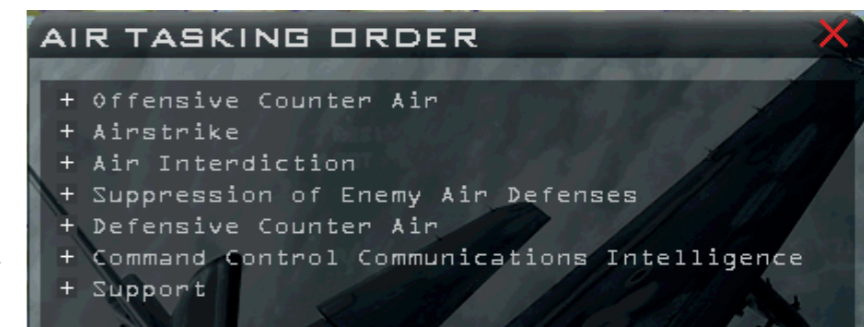 AIR TASKING ORDER
+ Offensive Counter Air
+ Airstrike
+ Air Interdiction
+ Suppression of Enemy Air Defenses
+ Defensive Counter Air
+ Command Control Communications Intelligence
+ Support